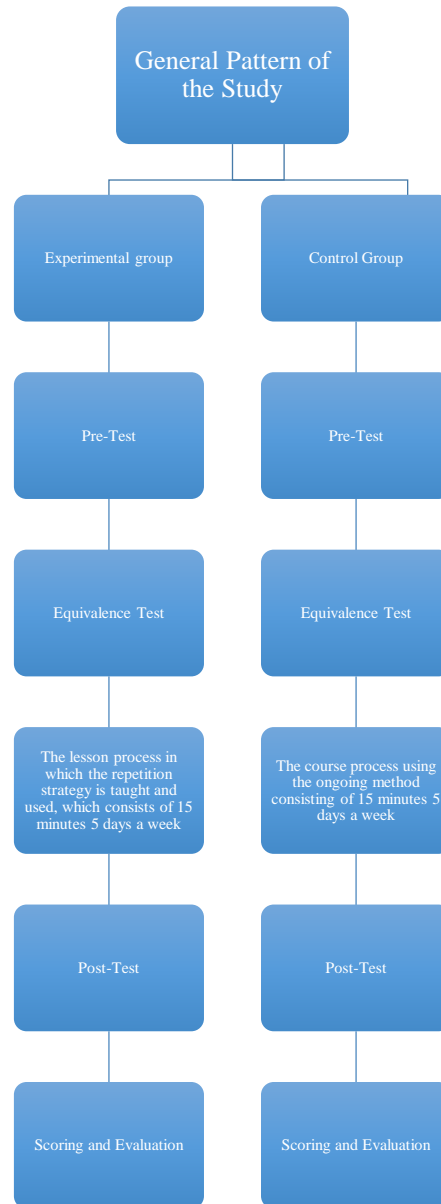 General Pattern of
the Study
Experimental group
Control Group
Pre-Test
Pre-Test
Equivalence Test
Equivalence Test
The lesson process in
which the repetition
strategy is taught and
used, which consists of 15
minutes 5 days a week
The course process using
the ongoing method
consisting of 15 minutes 5
days a week
Post-Test
Post-Test
Scoring and Evaluation
Scoring and Evaluation